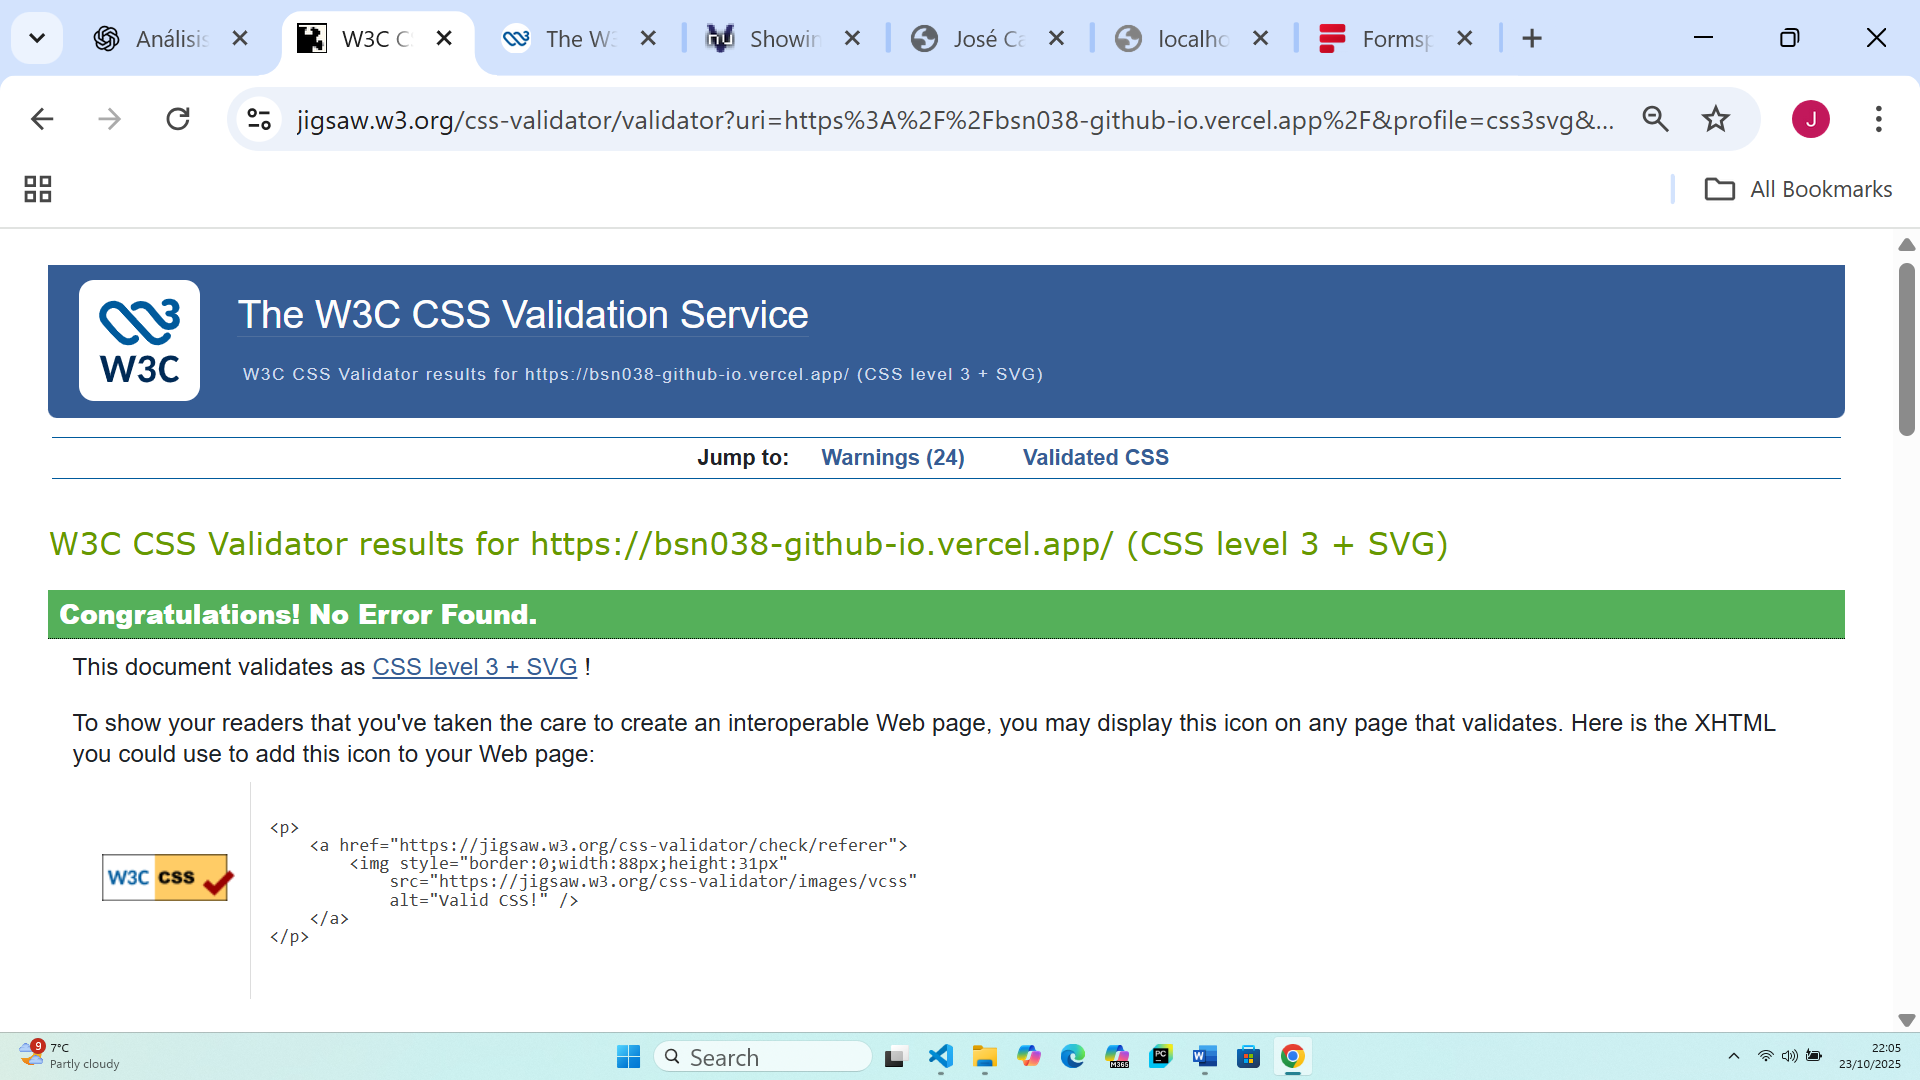 Análisis
W3C C
The W3
Showin
José Ca
localho
Formsp
jigsaw.w3.org/css-validator/validator?uri=https%3A%2F%2Fbsn038-github-io.vercel.app%2F&profile=css3svg&...
J
All Bookmarks
W3C
The W3C CSS Validation Service
W3C CSS Validator results for https://bsn038-github-io.vercel.app/ (CSS level 3 + SVG)
Jump to: Warnings (24) Validated CSS
W3C CSS Validator results for https://bsn038-github-io.vercel.app/ (CSS level 3 + SVG)
Congratulations! No Error Found.
This document validates as CSS level 3 + SVG !
To show your readers that you've taken the care to create an interoperable Web page, you may display this icon on any page that validates. Here is the XHTML
you could use to add this icon to your Web page:
W3C CSS
<p>
<a href="https://jigsaw.w3.org/css-validator/check/referer">
<img style="border:0;width:88px;height:31px"
src="https://jigsaw.w3.org/css-validator/images/vcss"
alt="Valid CSS!" />
</a>
</p>
9
7°C
Partly cloudy
Search
M365
PC
W
22:05
23/10/2025